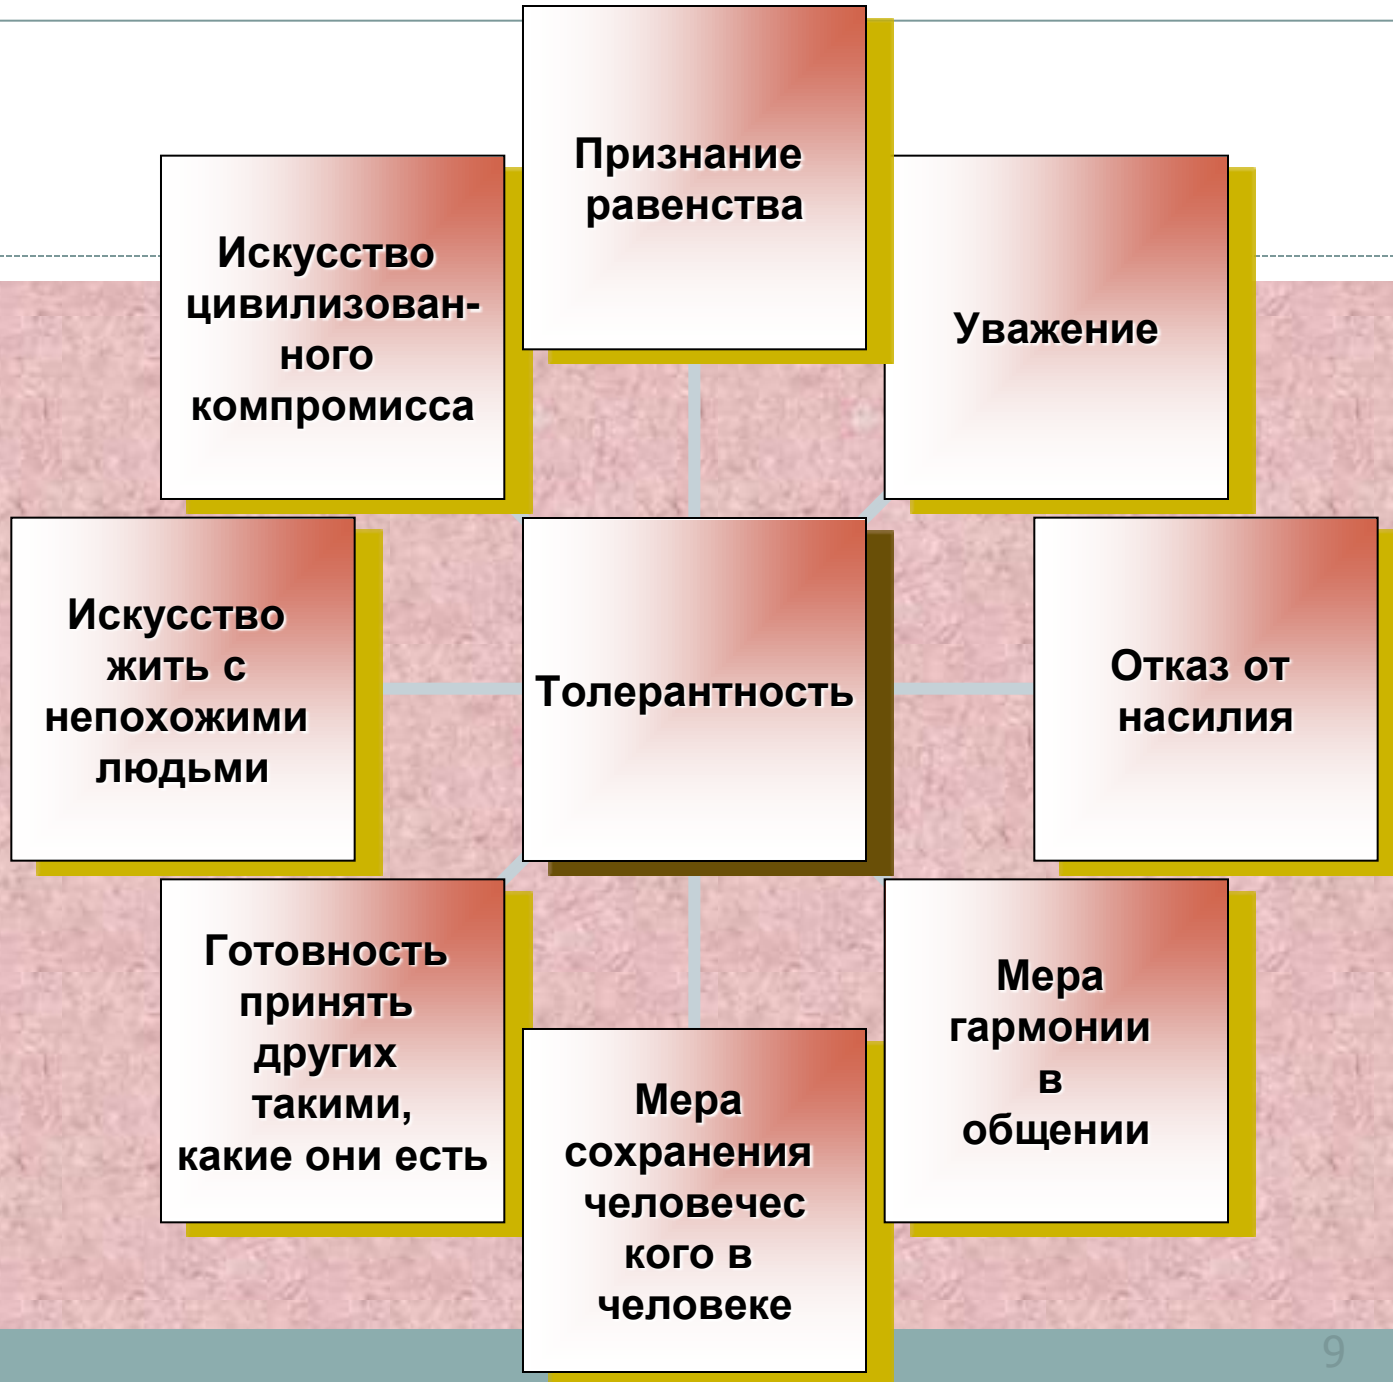 Признание
равенства
Искусство
цивилизован-
ного
компромисса
Уважение
Искусство
жить с
непохожими
людьми
Толерантность
Отказ от
насилия
Готовность
принять
других
такими,
какие они есть
Мера
сохранения
человечес
кого в
человеке
Мера
гармонии
в
общении
9